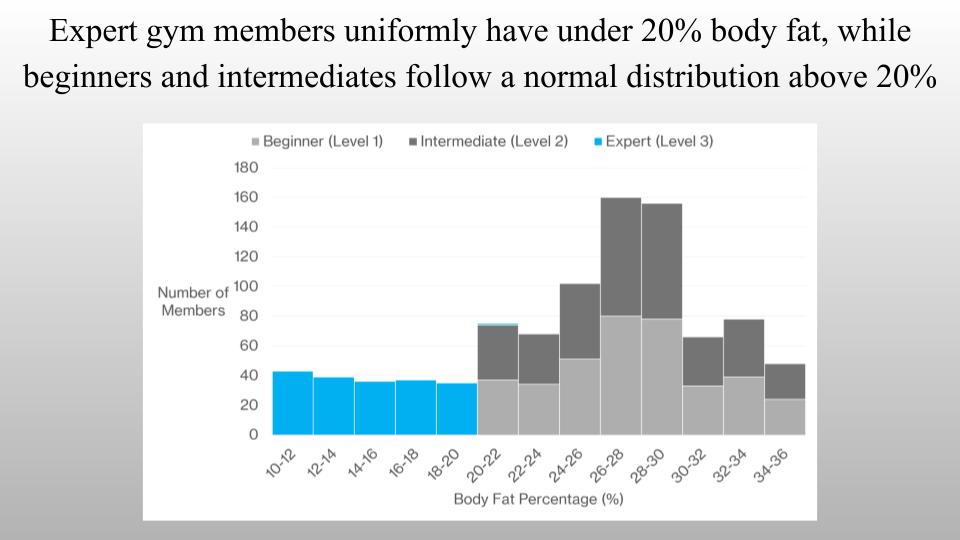 Expert gym members uniformly have under 20% body fat, while
beginners and intermediates follow a normal distribution above 20%
Beginner (Level 1) Intermediate (Level 2) Expert (Level 3)
180
160
140
120
100
80
60
40
20
0
Number of
Members
10-12 12-14 14-16 16-18 18-20 20-22 22-24 24-26 26-28 28-30 30-32 32-34 34-36
Body Fat Percentage (%)